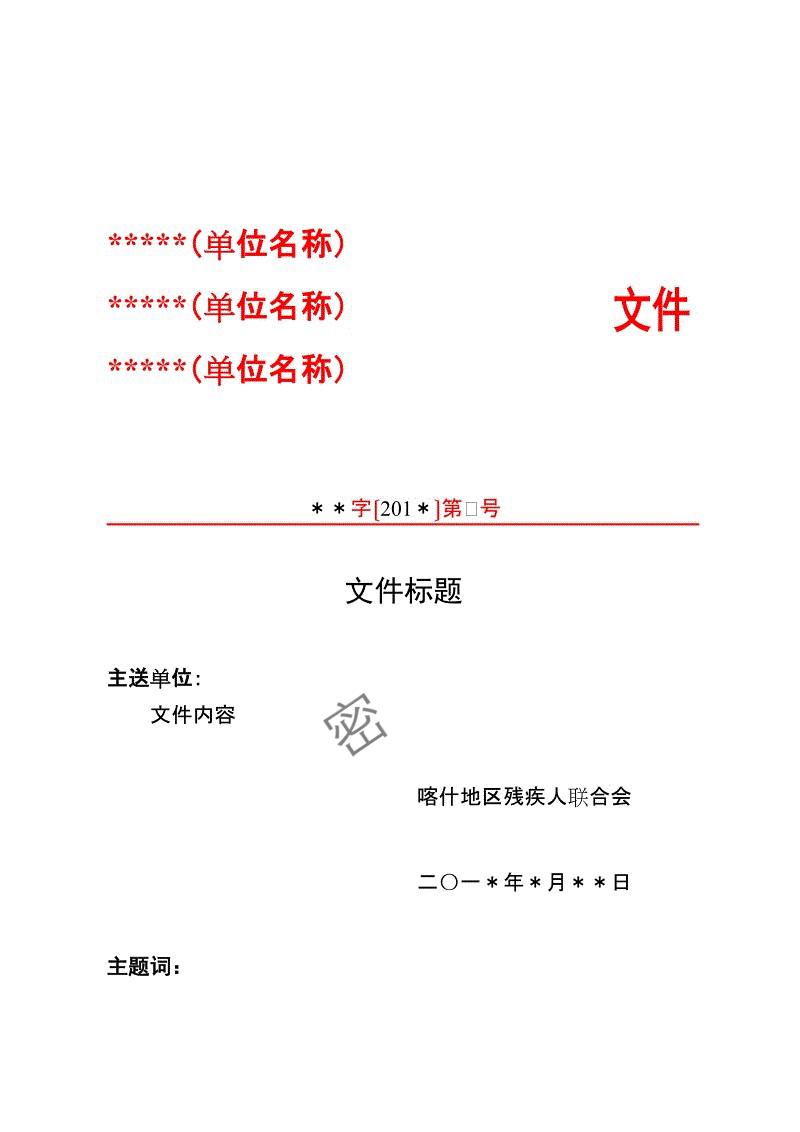 *****(单位名称)
*****(单位名称)
文件
*****(单位名称)
＊＊字[201＊]第□号
文件标题
主送单位:
文件内容
密
喀什地区残疾人联合会
二〇一＊年＊月＊＊日
主题词：